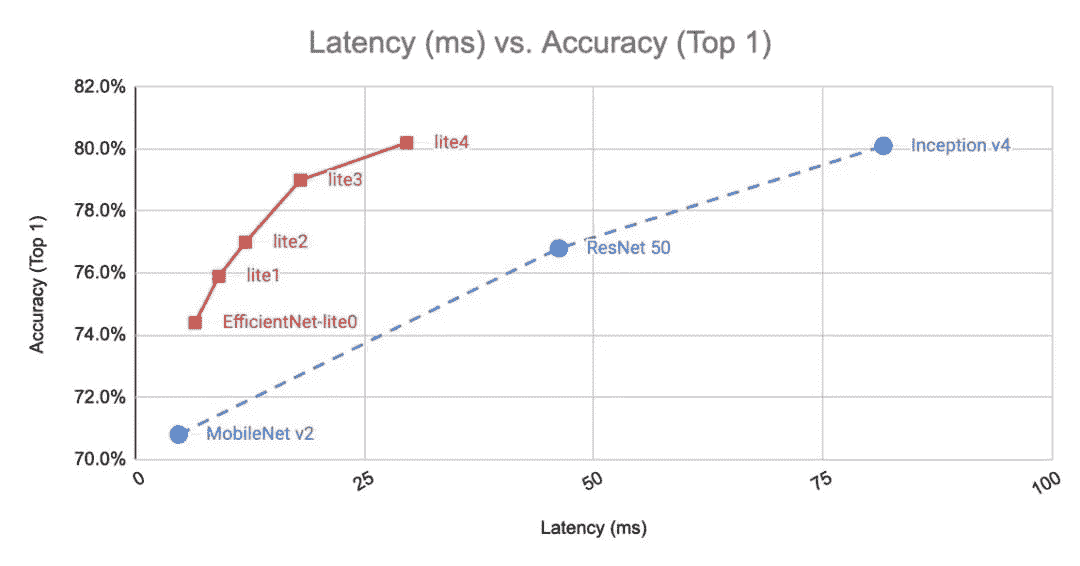 Latency (ms) vs. Accuracy (Top 1)
82.0%
80.0%
78.0%
76.0%
74.0%
72.0%
70.0%
Accuracy (Top 1)
lite4
lite3
lite2
lite1
EfficientNet-lite0
Inception v4
ResNet 50
MobileNet v2
0
25
50
75
100
Latency (ms)